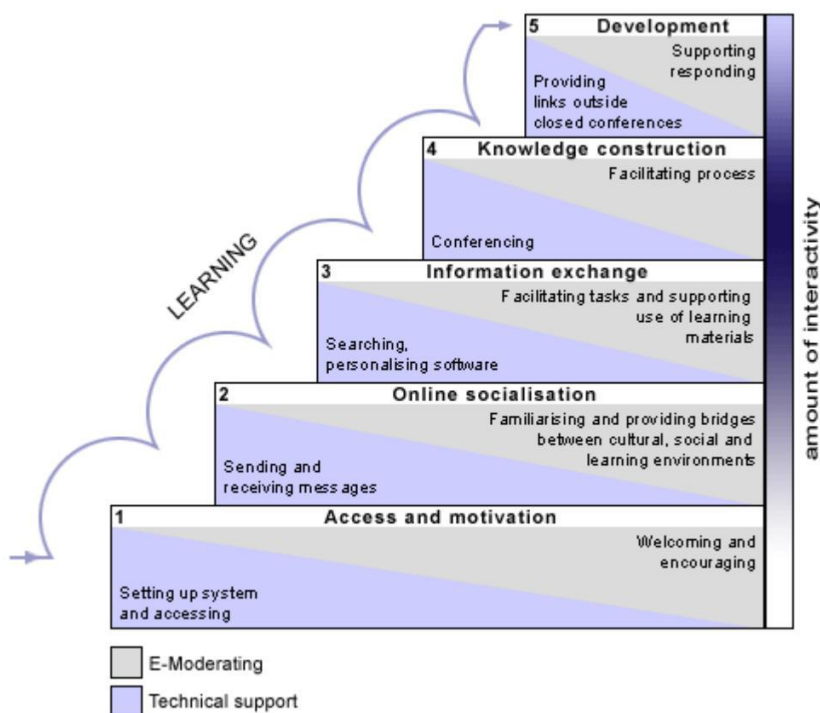 5 Development
Supporting
responding
Providing
links outside
closed conferences
4 Knowledge construction
Facilitating process
Conferencing
3 Information exchange
Facilitating tasks and supporting
use of learning
materials
Searching,
personalising software
2 Online socialisation
Familiarising and providing bridges
between cultural, social and
learning environments
Sending and
receiving messages
1 Access and motivation
Welcoming and
encouraging
Setting up system
and accessing
LEARNING
amount of interactivity
E-Moderating
Technical support